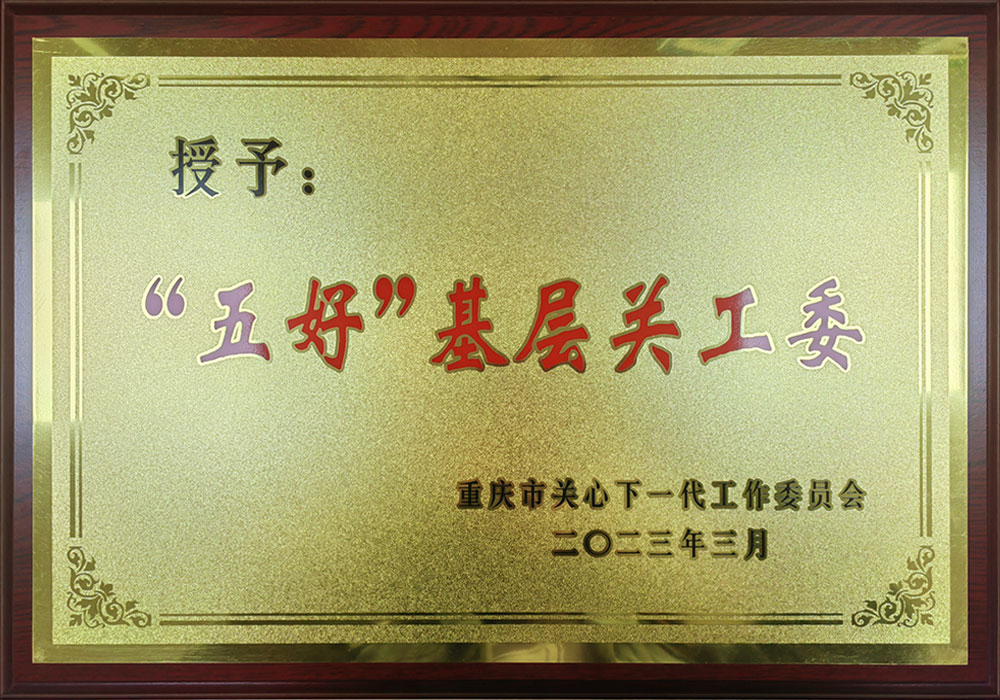 授予：
“五好”基层关工委
重庆市关心下一代工作委员会
二〇二三年三月